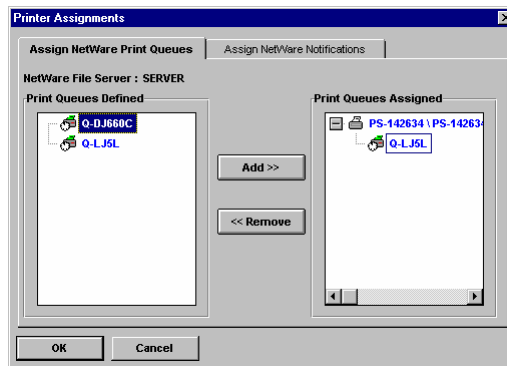 Printer Assignments
Assign NetWare Print Queues
Assign NetWare Notifications
NetWare File Server : SERVER
Print Queues Defined
Q-DJ660C
Q-LJ5L
Add >>
<< Remove
Print Queues Assigned
PS-142634 \ PS-142634
Q-LJ5L
OK
Cancel